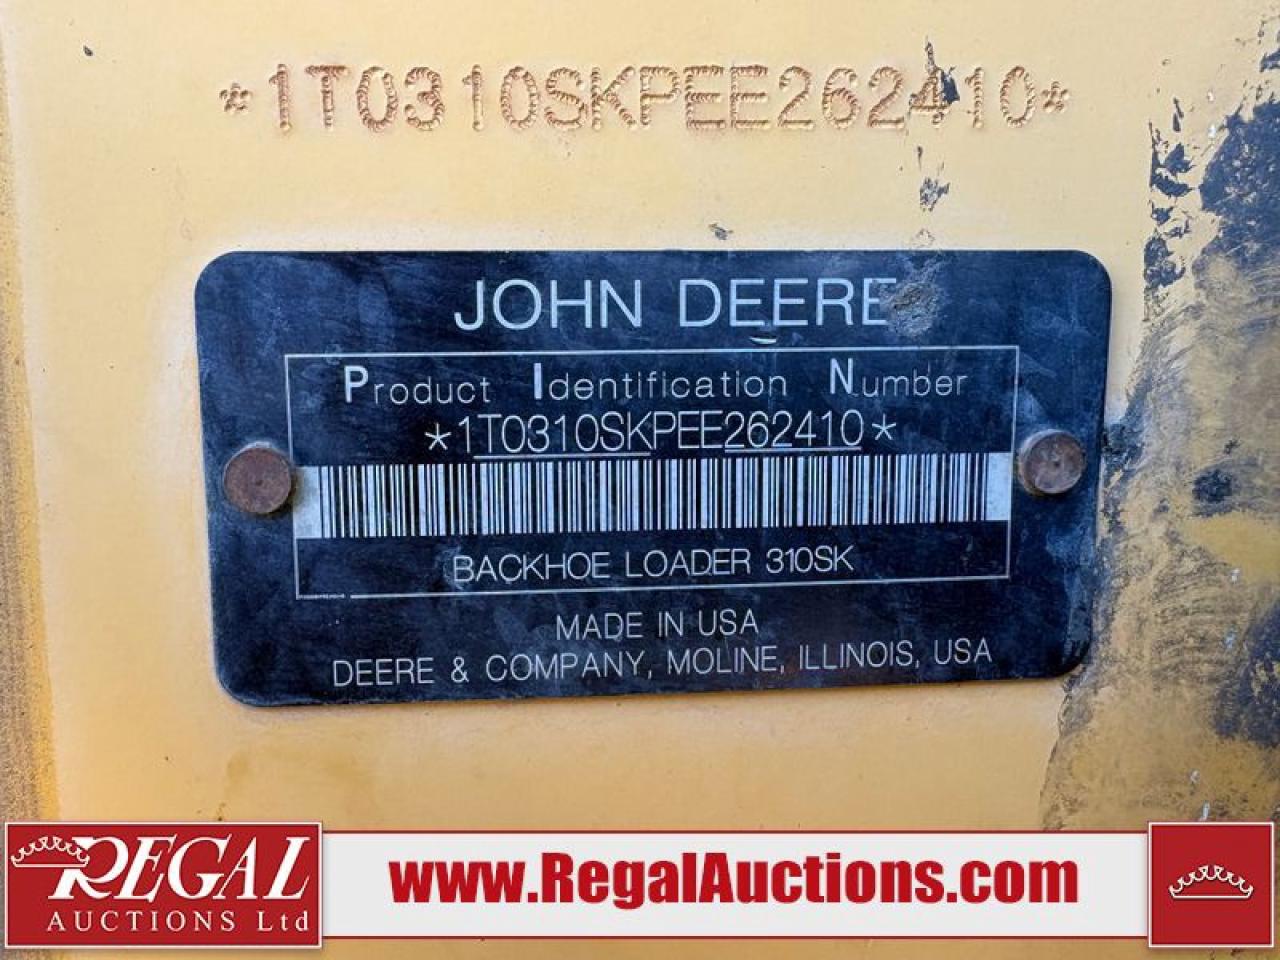 *1T0310SKPEE262410*
JOHN DEERE
Product Identification Number
*1T0310SKPEE262410*
BACKHOE LOADER 310SK
MADE IN USA
DEERE & COMPANY, MOLINE, ILLINOIS, USA
REGAL
AUCTIONS Ltd
www.RegalAuctions.com